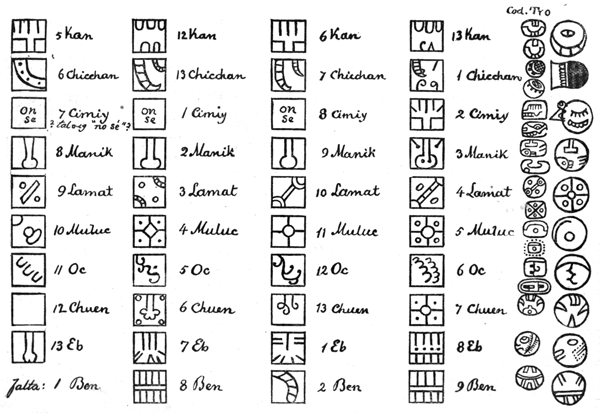 Cod. Tro
5 Kan 12 Kan 6 Kan 13 Kan
6 Chicchan 13 Chicchan 7 Chicchan 1 Chicchan
on se 7 Cimiy on se 1 Cimiy on se 8 Cimiy 2 Cimiy
"no sé"?
8 Manik 2 Manik 9 Manik 3 Manik
9 Lamat 3 Lamat 10 Lamat 4 Lamat
10 Muluc 4 Muluc 11 Muluc 5 Muluc
11 Oc 5 Oc 12 Oc 6 Oc
12 Chuen 6 Chuen 13 Chuen 7 Chuen
13 Eb 7 Eb 1 Eb 8 Eb
Falta: 1 Ben 8 Ben 2 Ben 9 Ben